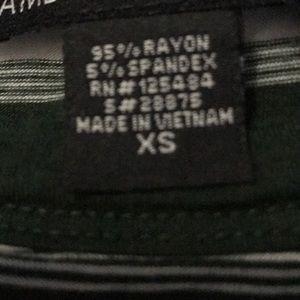 95% RAYON
5% SPANDEX
RN# 125484
S# 28875
MADE IN VIETNAM
XS